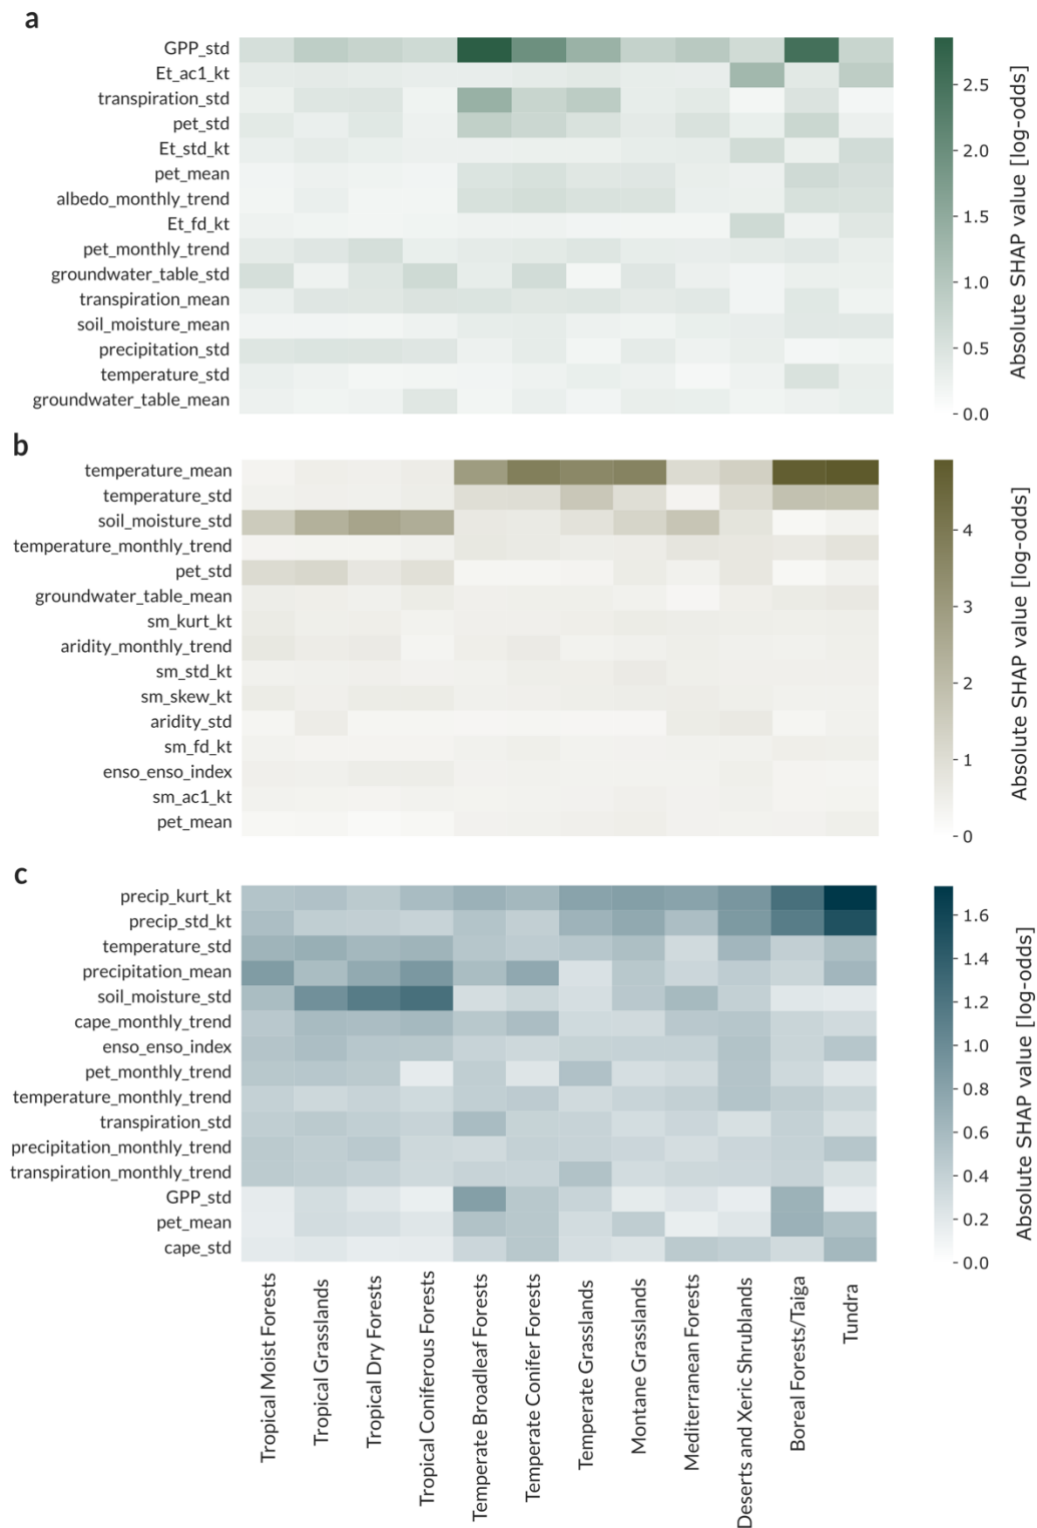 a
GPP_std
Et_ac1_kt
transpiration_std
pet_std
Et_std_kt
pet_mean
albedo_monthly_trend
Et_fd_kt
pet_monthly_trend
groundwater_table_std
transpiration_mean
soil_moisture_mean
precipitation_std
temperature_std
groundwater_table_mean
2.5
2.0
1.5
1.0
0.5
0.0
Absolute SHAP value [log-odds]
b
temperature_mean
temperature_std
soil_moisture_std
temperature_monthly_trend
pet_std
groundwater_table_mean
sm_kurt_kt
aridity_monthly_trend
sm_std_kt
sm_skew_kt
aridity_std
sm_fd_kt
enso_enso_index
sm_ac1_kt
pet_mean
4
3
2
1
0
Absolute SHAP value [log-odds]
c
precip_kurt_kt
precip_std_kt
temperature_std
precipitation_mean
soil_moisture_std
cape_monthly_trend
enso_enso_index
pet_monthly_trend
temperature_monthly_trend
transpiration_std
precipitation_monthly_trend
transpiration_monthly_trend
GPP_std
pet_mean
cape_std
1.6
1.4
1.2
1.0
0.8
0.6
0.4
0.2
0.0
Absolute SHAP value [log-odds]
Tropical Moist Forests
Tropical Grasslands
Tropical Dry Forests
Tropical Coniferous Forests
Temperate Broadleaf Forests
Temperate Conifer Forests
Temperate Grasslands
Montane Grasslands
Mediterranean Forests
Deserts and Xeric Shrublands
Boreal Forests/Taiga
Tundra